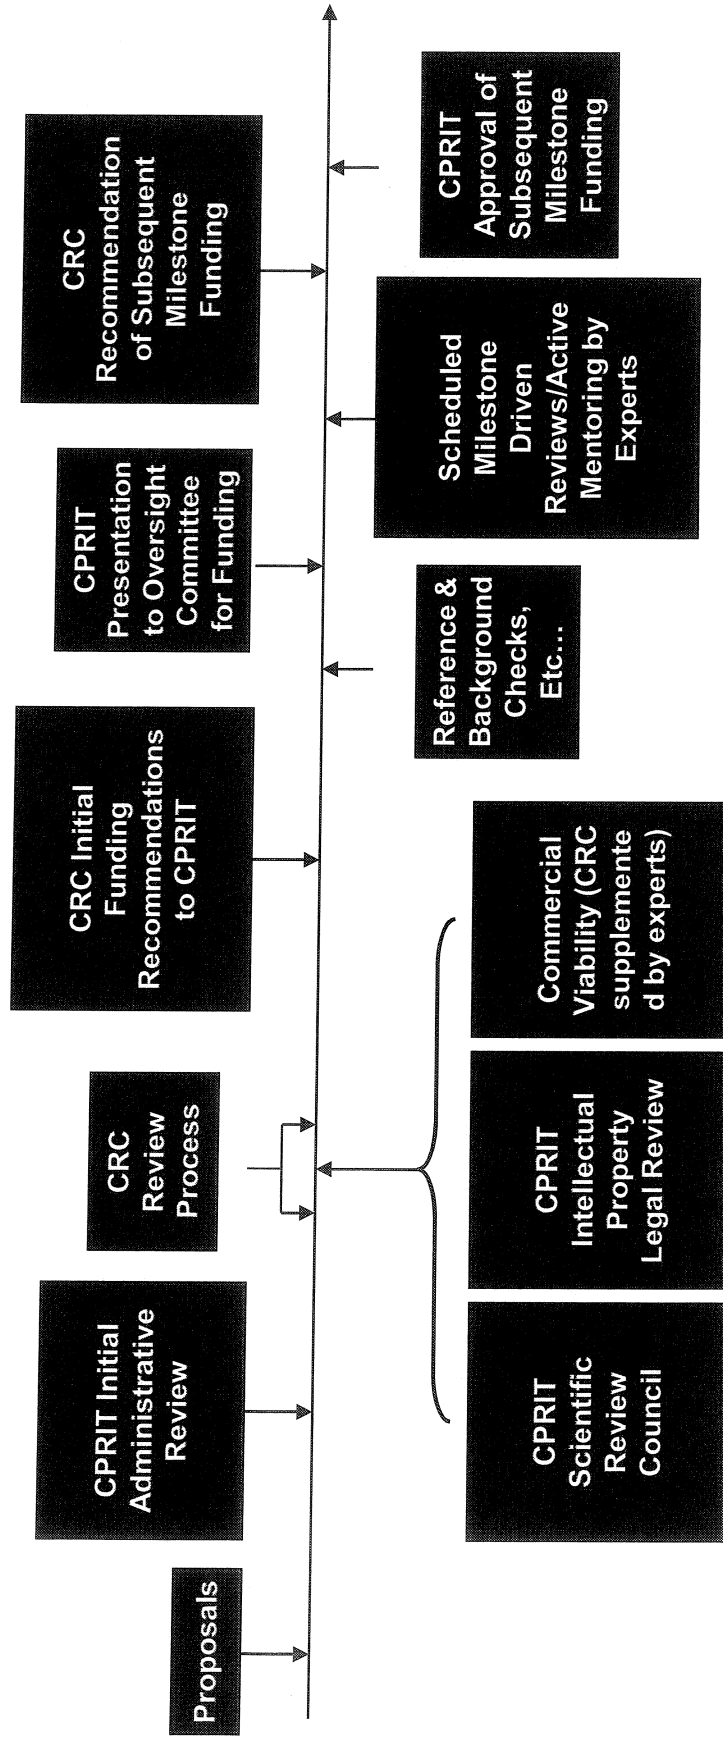 Proposals
CPRIT Initial
Administrative
Review
CRC
Review
Process
CRC Initial
Funding
Recommendations
to CPRIT
CPRIT
Presentation
to Oversight
Committee
for Funding
CRC
Recommendation
of Subsequent
Milestone
Funding
CPRIT
Scientific
Review
Council
CPRIT
Intellectual
Property
Legal Review
Commercial
Viability (CRC
supplemente
d by experts)
Reference &
Background
Checks,
Etc...
Scheduled
Milestone
Driven
Reviews/Active
Mentoring by
Experts
CPRIT
Approval of
Subsequent
Milestone
Funding